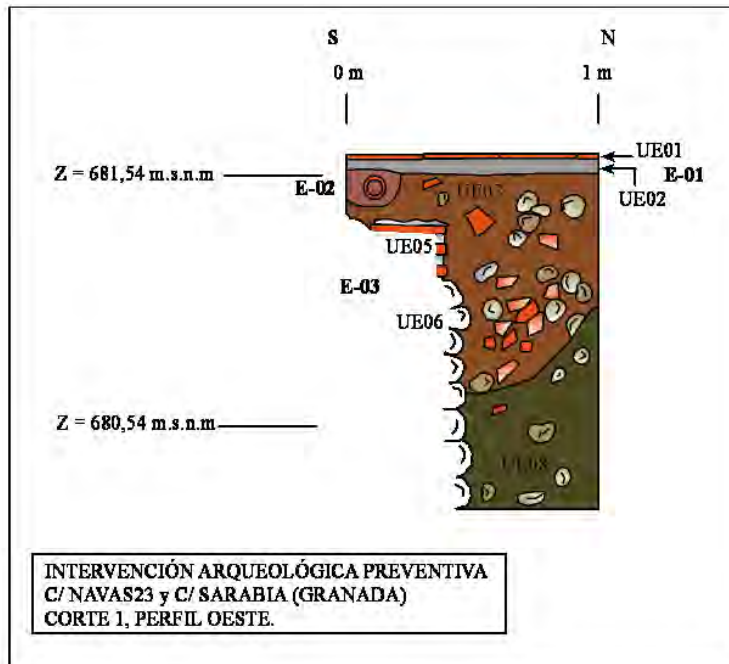 S N
0 m 1 m
UE01
Z = 681,54 m.s.n.m E-02 E-01
UE02
UE05
E-03
UE06
Z = 680,54 m.s.n.m
INTERVENCIÓN ARQUEOLÓGICA PREVENTIVA
C/ NAVAS23 y C/ SARABIA (GRANADA)
CORTE 1, PERFIL OESTE.